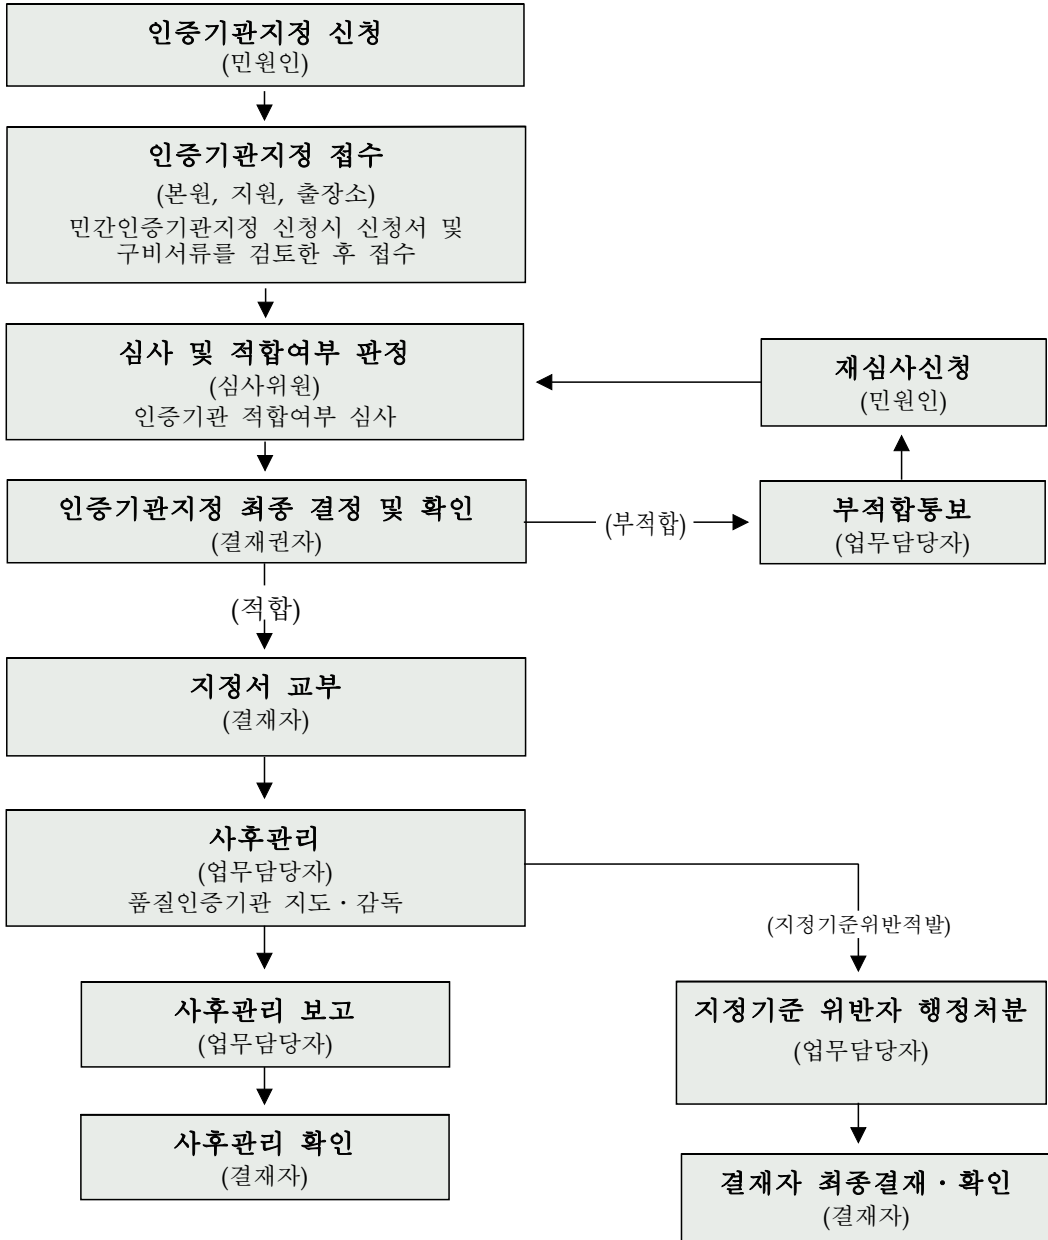 인증기관지정 신청
(민원인)
인증기관지정 접수
(본원, 지원, 출장소)
민간인증기관지정 신청시 신청서 및
구비서류를 검토한 후 접수
심사 및 적합여부 판정
(심사위원)
인증기관 적합여부 심사
재심사신청
(민원인)
인증기관지정 최종 결정 및 확인
(결재권자)
(부적합)
부적합통보
(업무담당자)
(적합)
지정서 교부
(결재자)
사후관리
(업무담당자)
품질인증기관 지도·감독
(지정기준위반적발)
사후관리 보고
(업무담당자)
지정기준 위반자 행정처분
(업무담당자)
사후관리 확인
(결재자)
결재자 최종결재·확인
(결재자)